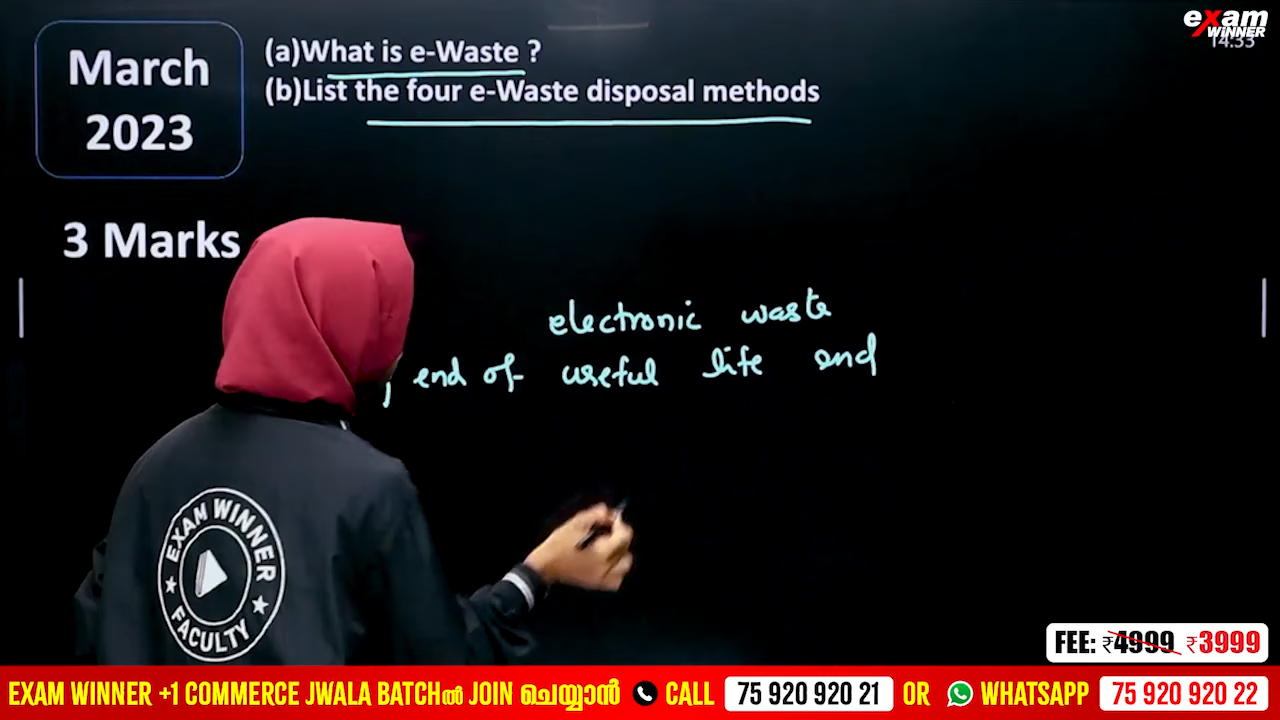 exam
WINNER
14:33
March
2023
(a)What is e-Waste ?
(b)List the four e-Waste disposal methods
3 Marks
electronic waste
, end of useful life end
EXAM WINNER
FACULTY
FEE: ₹4999 ₹3999
EXAM WINNER +1 COMMERCE JWALA BATCHൽ JOIN ചെയ്യാൻ CALL 75 920 920 21 OR WHATSAPP 75 920 920 22